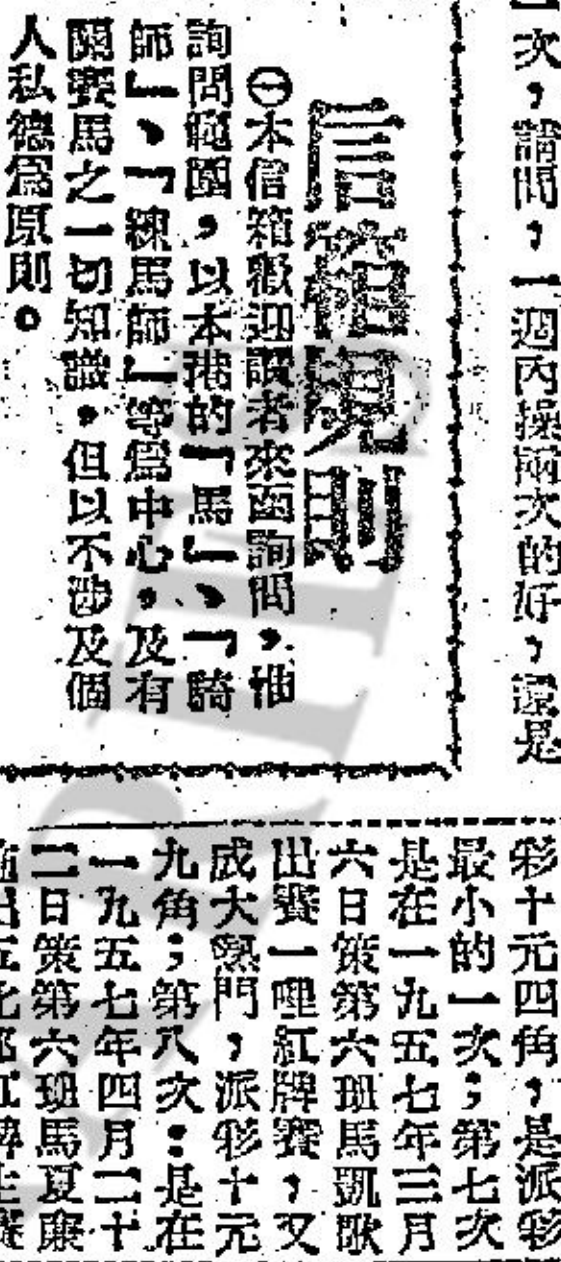 一次，請問，一週內操兩次的好，還是
信箱規則
㊀本信箱歡迎讀者來函詢問，惟
詢問範圍，以本港的「馬」、「騎
師」、「練馬師」等爲中心，及有
關賽馬之一切知識，但以不涉及個
人私德爲原則。
彩十元四角，是派彩
最小的一次；第七次
是在一九五七年三月
六日策第六班馬凱歌
出賽一哩紅牌賽，又
成大熱門，派彩十元
九角；第八次：是在
一九五七年四月二十
二日策第六班馬夏廉